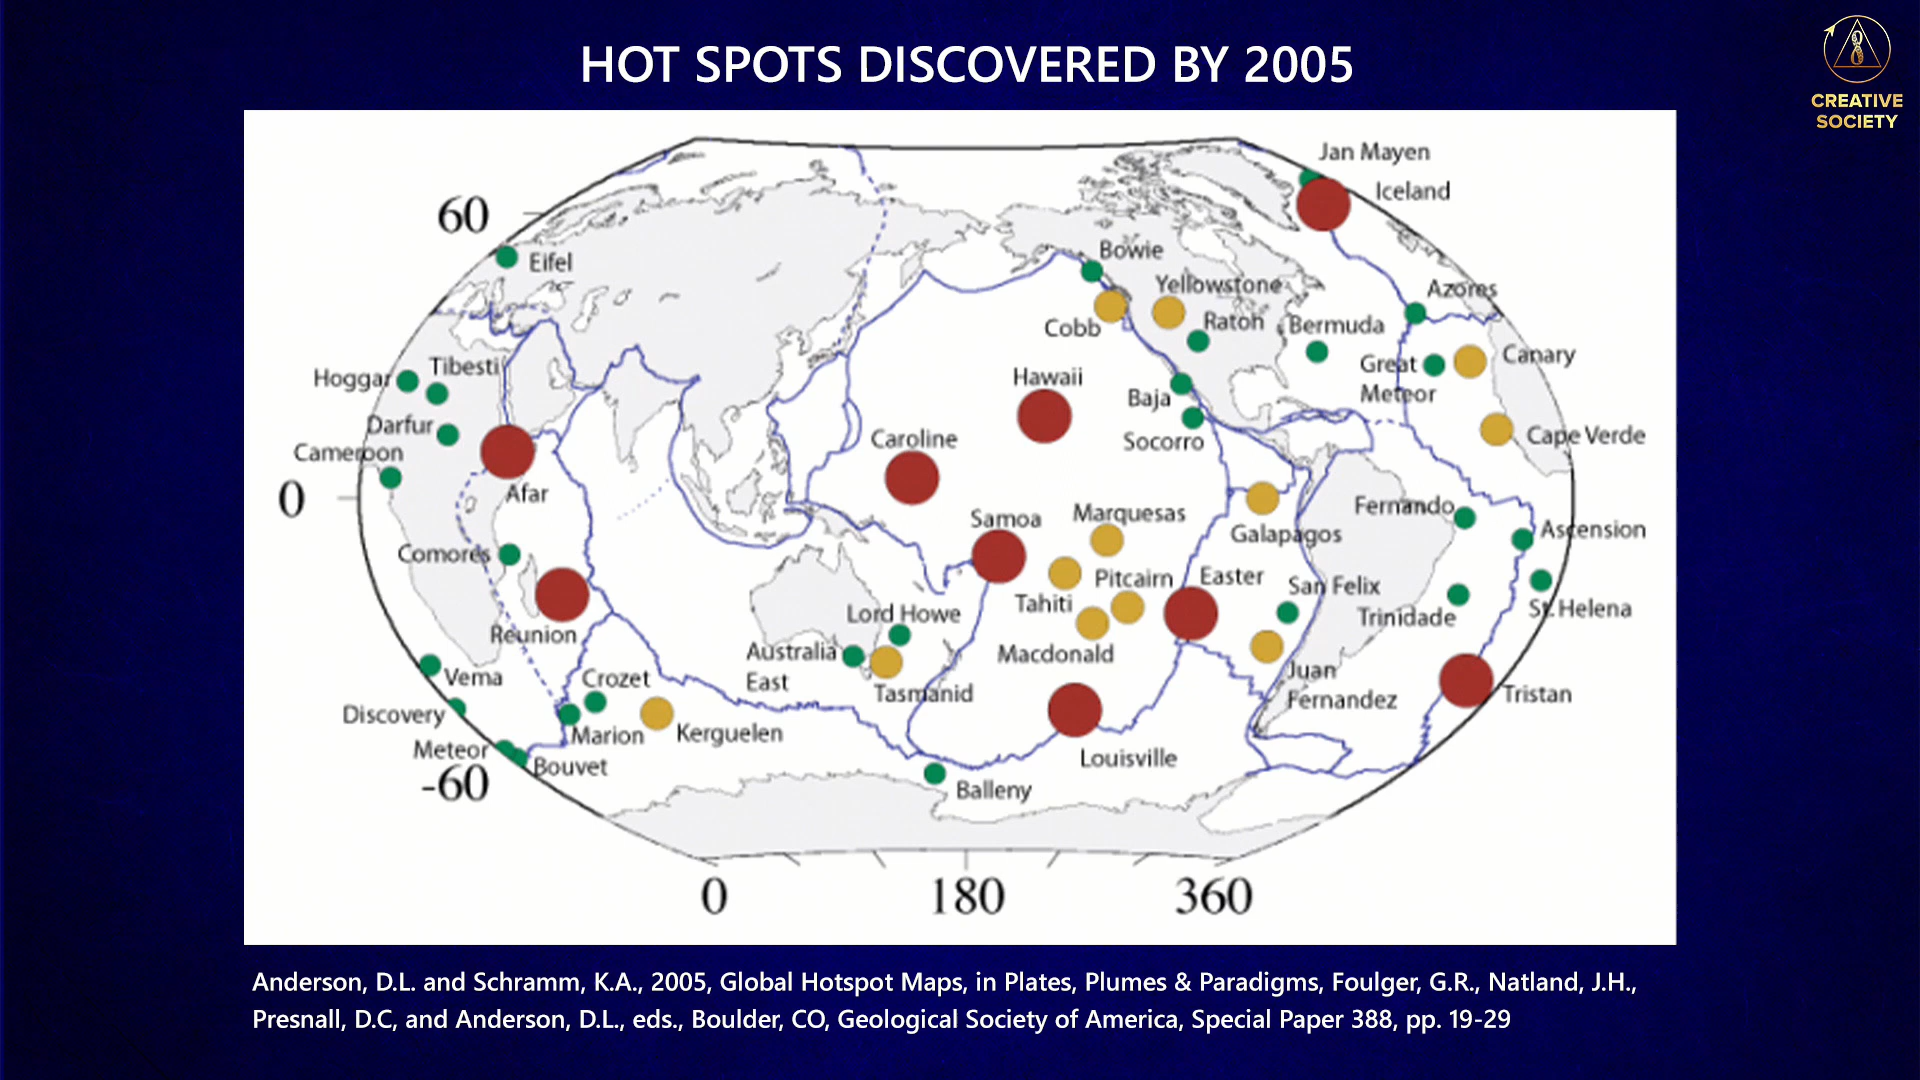 HOT SPOTS DISCOVERED BY 2005
CREATIVE
SOCIETY
Jan Mayen
Iceland
60
Eifel
Bowie
Yellowstone
Azores
Cobb
Raton
Bermuda
Canary
Hoggar
Tibesti
Hawaii
Great
Meteor
Baja
Darfur
Caroline
Socorro
Cape Verde
Cameroon
Afar
0
Samoa
Marquesas
Galapagos
Fernando
Ascension
Comores
Tahiti
Pitcairn
Easter
San Felix
Lord Howe
Trinidade
St. Helena
Reunion
Australia
East
Macdonald
Vema
Crozet
Tasmanid
Juan
Fernandez
Tristan
Discovery
Marion
Kerguelen
Meteor
Bouvet
Louisville
-60
Balleny
0
180
360
Anderson, D.L. and Schramm, K.A., 2005, Global Hotspot Maps, in Plates, Plumes & Paradigms, Foulger, G.R., Natland, J.H.,
Presnall, D.C, and Anderson, D.L., eds., Boulder, CO, Geological Society of America, Special Paper 388, pp. 19-29